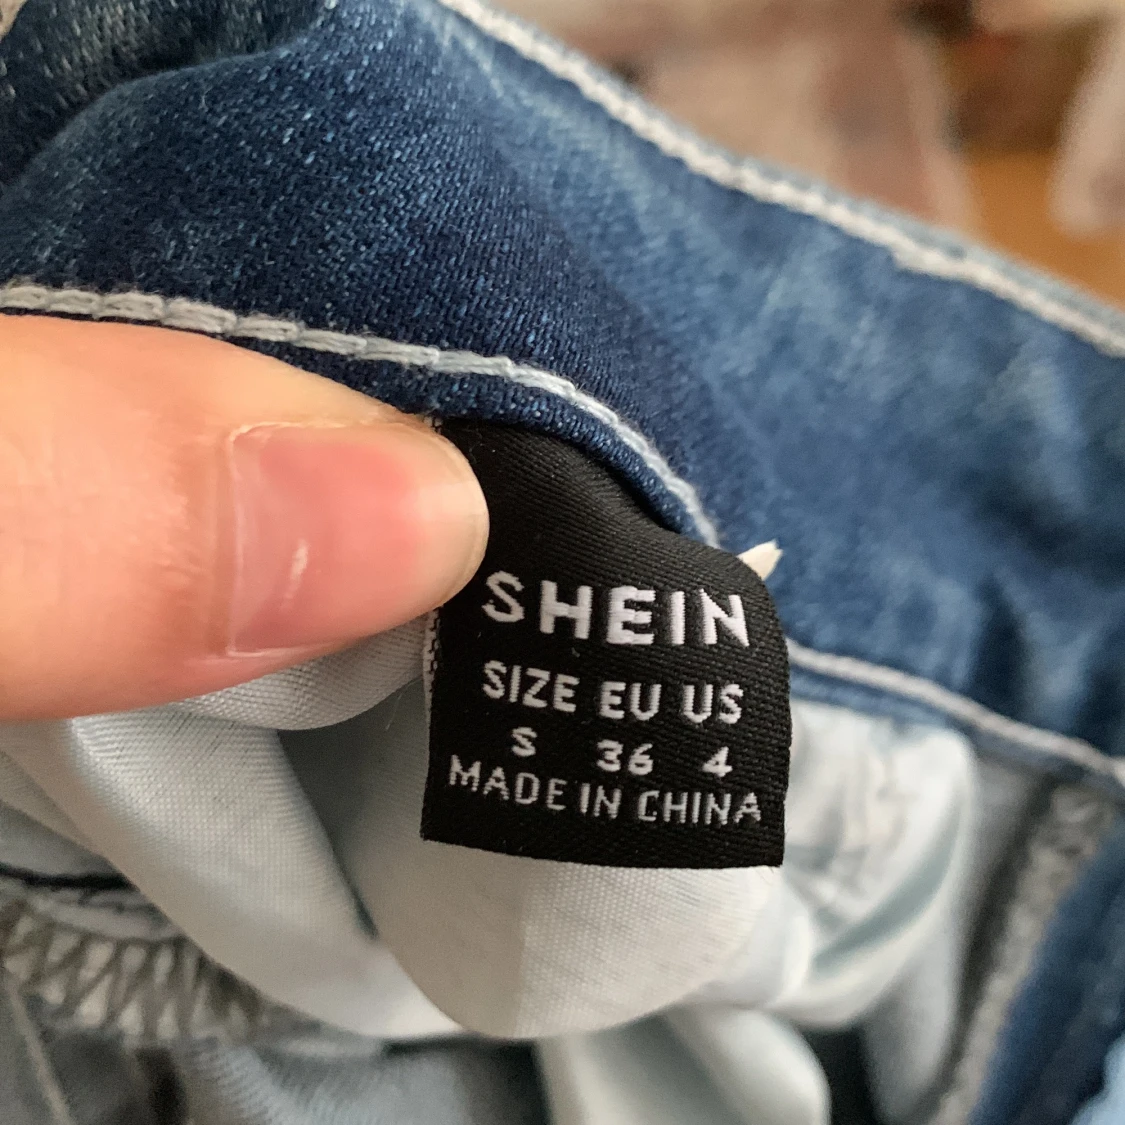 SHEIN
SIZE EU US
S 36 4
MADE IN CHINA